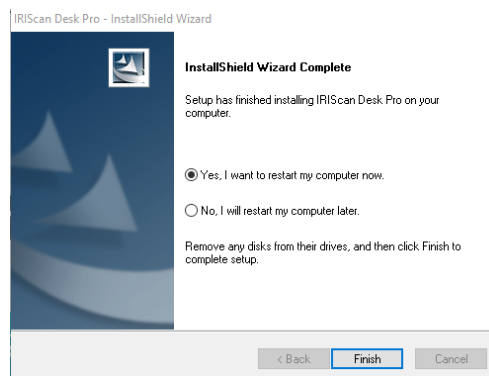 IRIScan Desk Pro - InstallShield Wizard
InstallShield Wizard Complete
Setup has finished installing IRIScan Desk Pro on your
computer.
Yes, I want to restart my computer now.
No, I will restart my computer later.
Remove any disks from their drives, and then click Finish to
complete setup.
< Back Finish Cancel